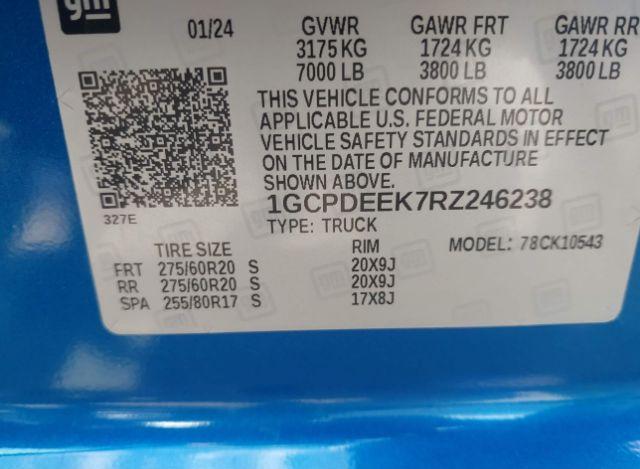 gm
01/24 GVWR GAWR FRT GAWR RR
3175 KG 1724 KG 1724 KG
7000 LB 3800 LB 3800 LB
THIS VEHICLE CONFORMS TO ALL
APPLICABLE U.S. FEDERAL MOTOR
VEHICLE SAFETY STANDARDS IN EFFECT
ON THE DATE OF MANUFACTURE
SHOWN ABOVE.
327E
1GCPDEEK7RZ246238
TYPE: TRUCK
MODEL: 78CK10543
TIRE SIZE RIM
FRT 275/60R20 S 20X9J
RR 275/60R20 S 20X9J
SPA 255/80R17 S 17X8J